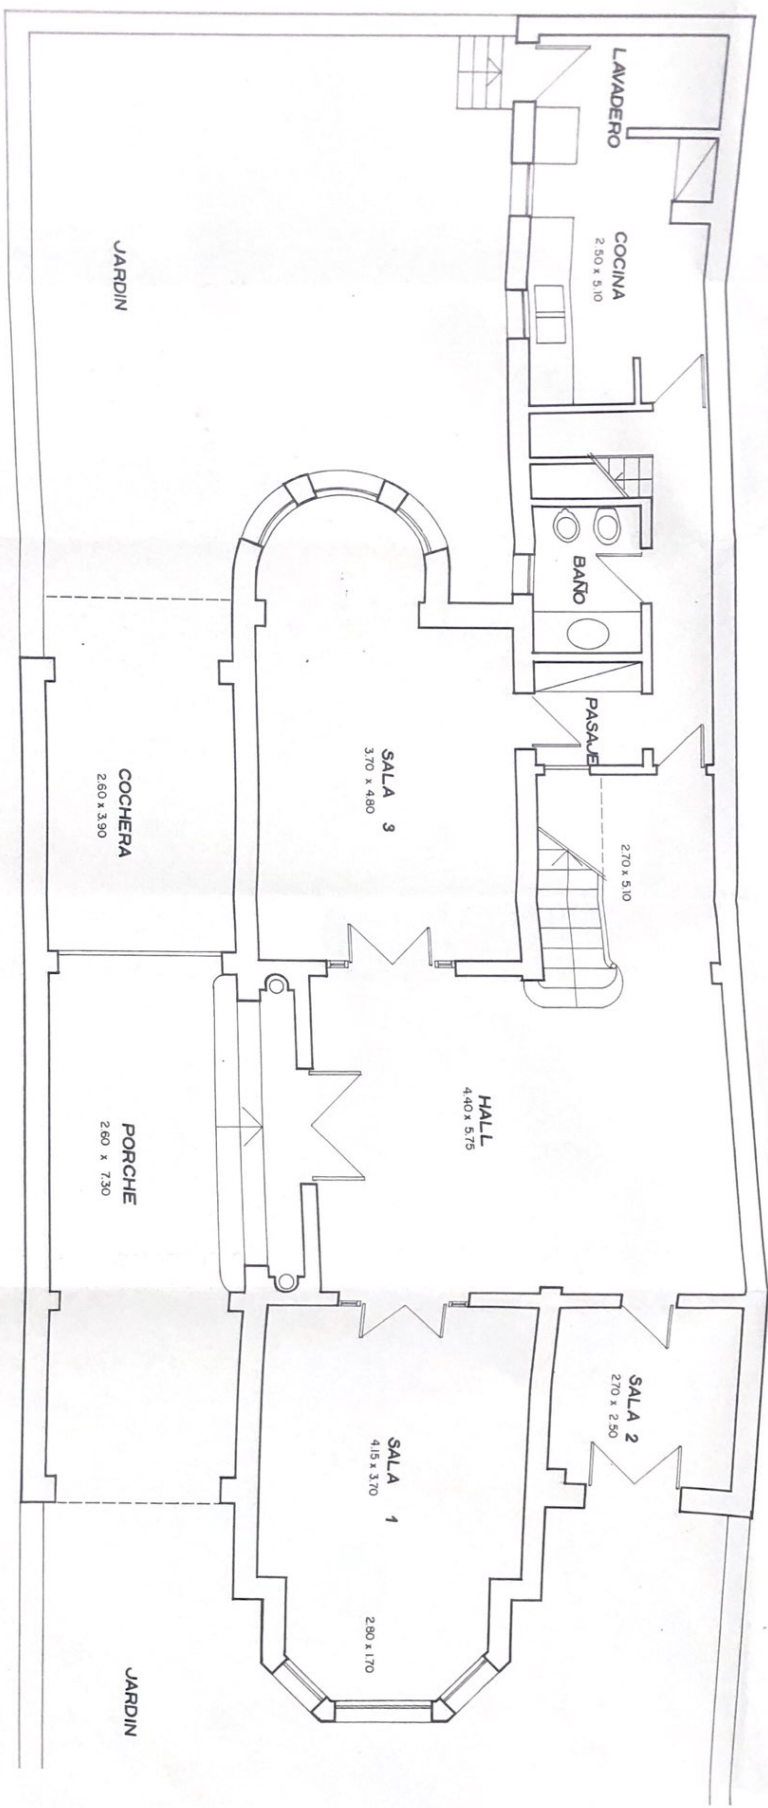 LAVADERO
COCINA
2.50 x 5.10
JARDIN
BAÑO
PASAJE
SALA 3
3.70 x 4.80
COCHERA
2.60 x 3.90
2.70 x 5.10
HALL
4.40 x 5.75
PORCHE
2.60 x 7.30
SALA 2
2.70 x 2.50
SALA 1
4.15 x 3.70
2.80 x 1.70
JARDIN